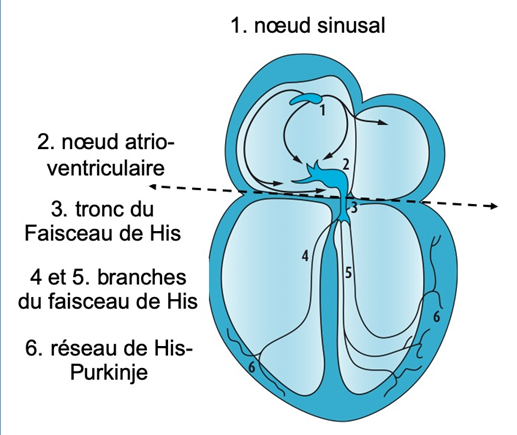 1. nœud sinusal
2. nœud atrio-
ventriculaire
3. tronc du
Faisceau de His
4 et 5. branches
du faisceau de His
6. réseau de His-
Purkinje
1
2
3
4
5
6
6